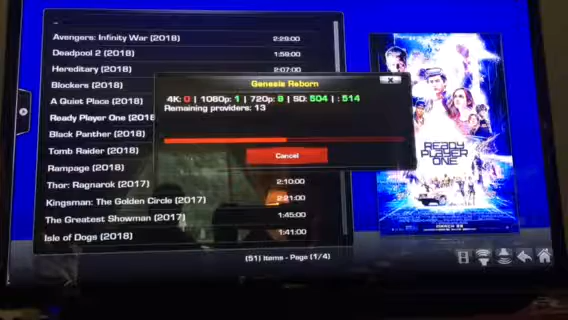 ..
Avengers: Infinity War (2018) 2:29:00
Deadpool 2 (2018) 1:59:00
Hereditary (2018) 2:07:00
Blockers (2018)
A Quiet Place (2018)
Ready Player One (2018
Black Panther (2018)
Tomb Raider (2018)
Rampage (2018)
Thor: Ragnarok (2017) 2:10:00
Kingsman: The Golden Circle (2017) 2:21:00
The Greatest Showman (2017) 1:45:00
Isle of Dogs (2018) 1:41:00
Genesis Reborn
4K: 0 | 1080p: 1 | 720p: 9 | SD: 504 | : 514
Remaining providers: 13
Cancel
READY
PLAYER
ONE
(51) Items - Page (1/4)